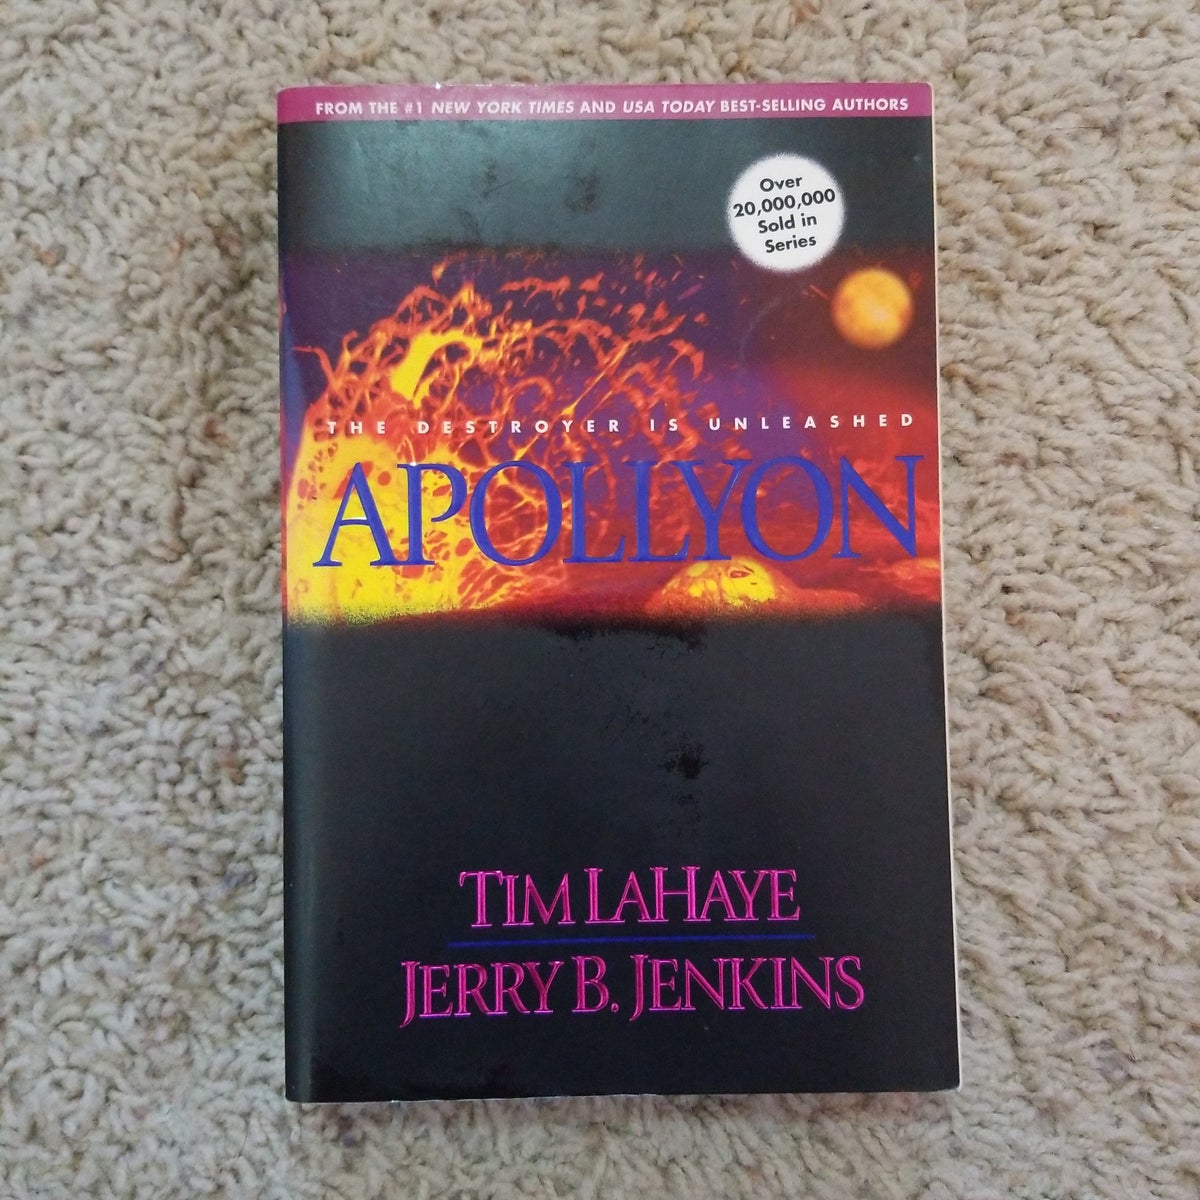 FROM THE #1 NEW YORK TIMES AND USA TODAY BEST-SELLING AUTHORS
Over
20,000,000
Sold in
Series
THE DESTROYER IS UNLEASHED
APOLLYON
TIM LAHAYE
JERRY B. JENKINS